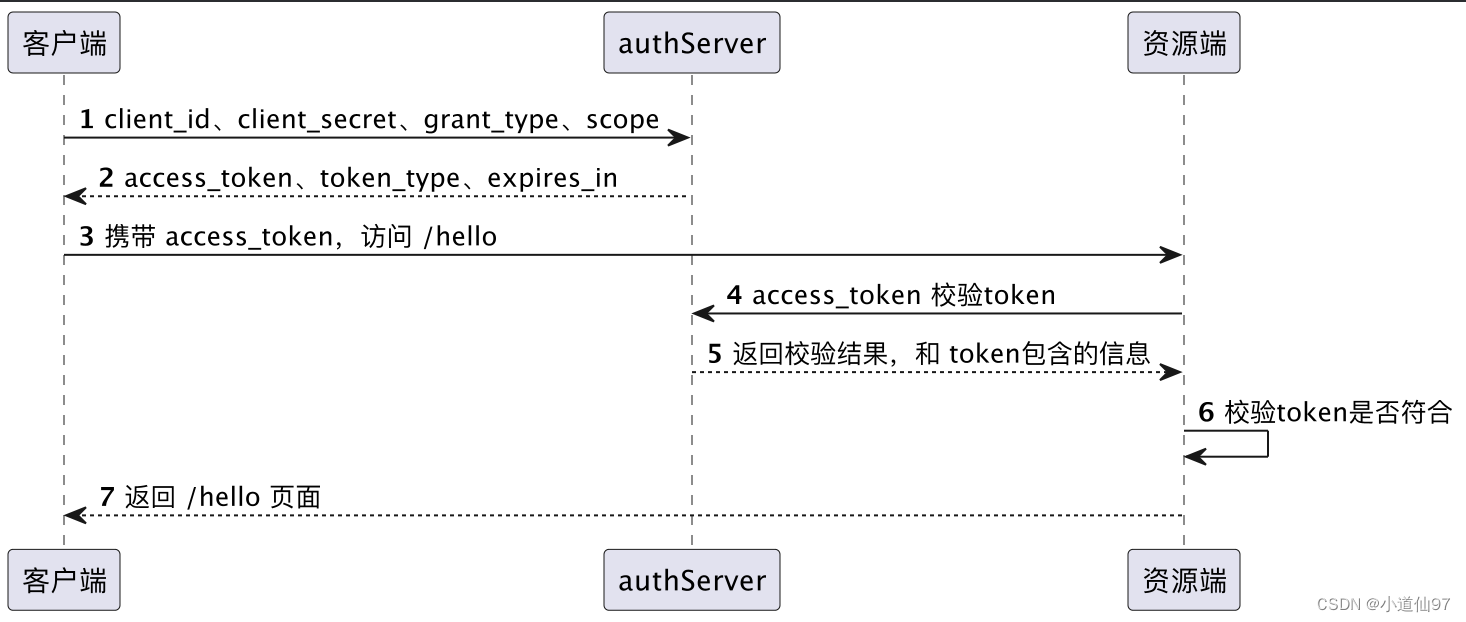 客户端
authServer
资源端
1 client_id、client_secret、grant_type、scope
2 access_token、token_type、expires_in
3 携带 access_token，访问 /hello
4 access_token 校验token
5 返回校验结果，和 token包含的信息
6 校验token是否符合
7 返回 /hello 页面
客户端
authServer
资源端
CSDN @小道仙97